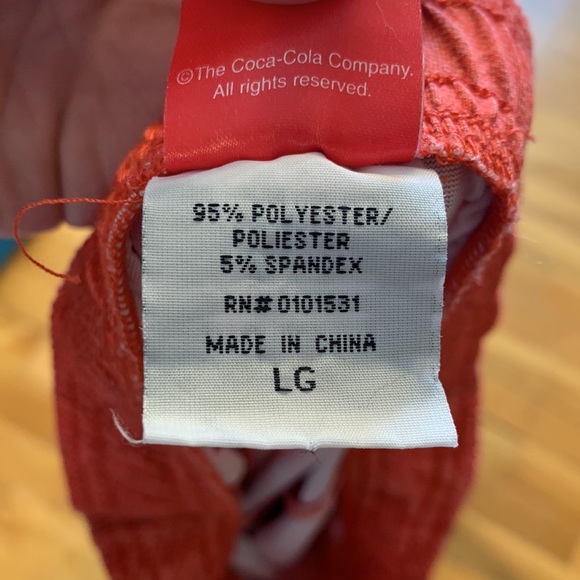 ©The Coca-Cola Company.
All rights reserved.
95% POLYESTER/
POLIESTER
5% SPANDEX
RN#0101531
MADE IN CHINA
LG